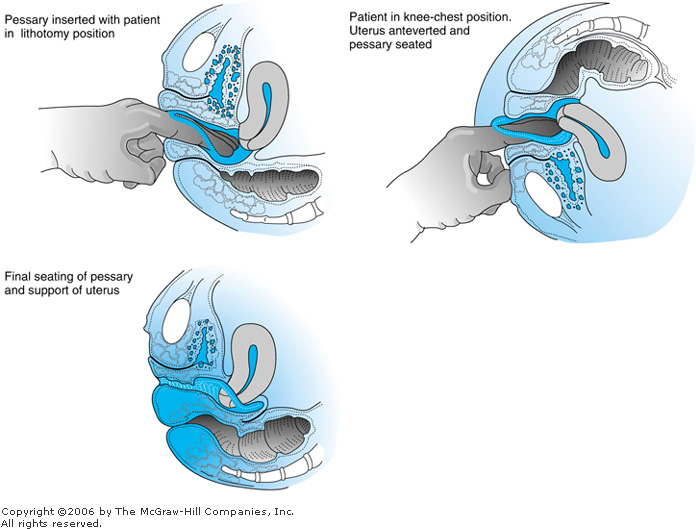 Pessary inserted with patient
in lithotomy position
Patient in knee-chest position.
Uterus anteverted and
pessary seated
Final seating of pessary
and support of uterus
Copyright ©2006 by The McGraw-Hill Companies, Inc.
All rights reserved.